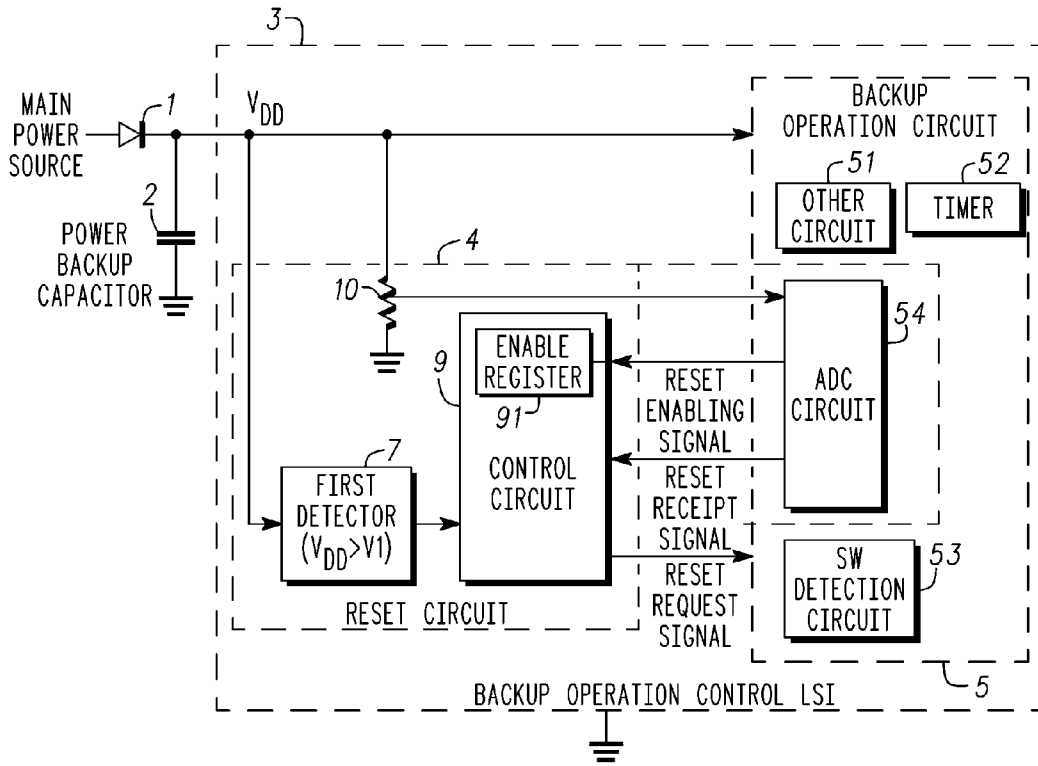 3
MAIN
POWER
SOURCE
1
VDD
BACKUP
OPERATION CIRCUIT
51
52
OTHER
CIRCUIT
TIMER
2
POWER
BACKUP
CAPACITOR
4
10
54
9
ENABLE
REGISTER
91
RESET
ENABLING
SIGNAL
ADC
CIRCUIT
CONTROL
CIRCUIT
7
FIRST
DETECTOR
(VDD>V1)
RESET
RECEIPT
SIGNAL
RESET
REQUEST
SIGNAL
SW
DETECTION
CIRCUIT
53
RESET CIRCUIT
BACKUP OPERATION CONTROL LSI
5